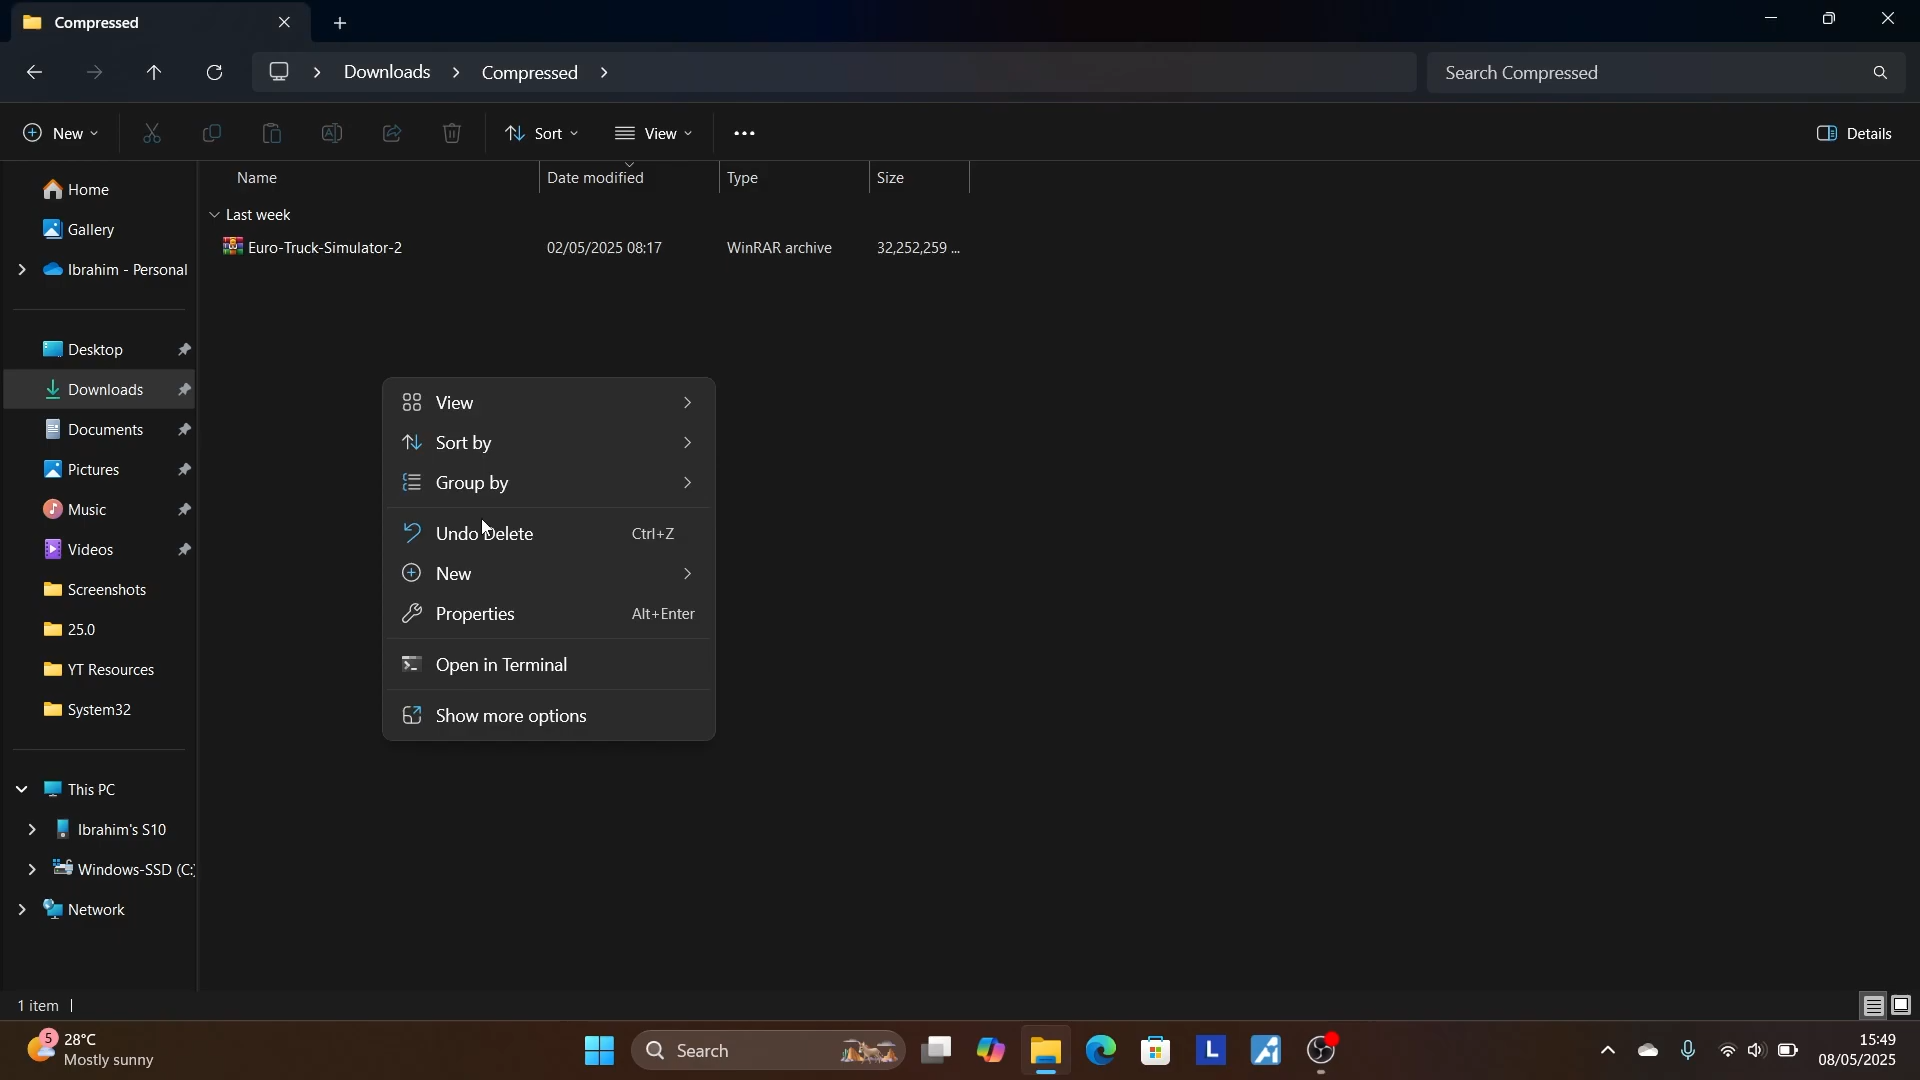 Compressed
Downloads
Compressed
Search Compressed
New
Sort
View
Details
Name
Date modified
Type
Size
Home
Gallery
Ibrahim - Personal
Desktop
Downloads
Documents
Pictures
Music
Videos
Screenshots
25.0
YT Resources
System32
This PC
Ibrahim's S10
Windows-SSD (C:)
Network
Last week
Euro-Truck-Simulator-2 02/05/2025 08:17 WinRAR archive 32,252,259 ...
View
Sort by
Group by
Undo Delete Ctrl+Z
New
Properties Alt+Enter
Open in Terminal
Show more options
1 item
5
28°C
Mostly sunny
Search
L
15:49
08/05/2025